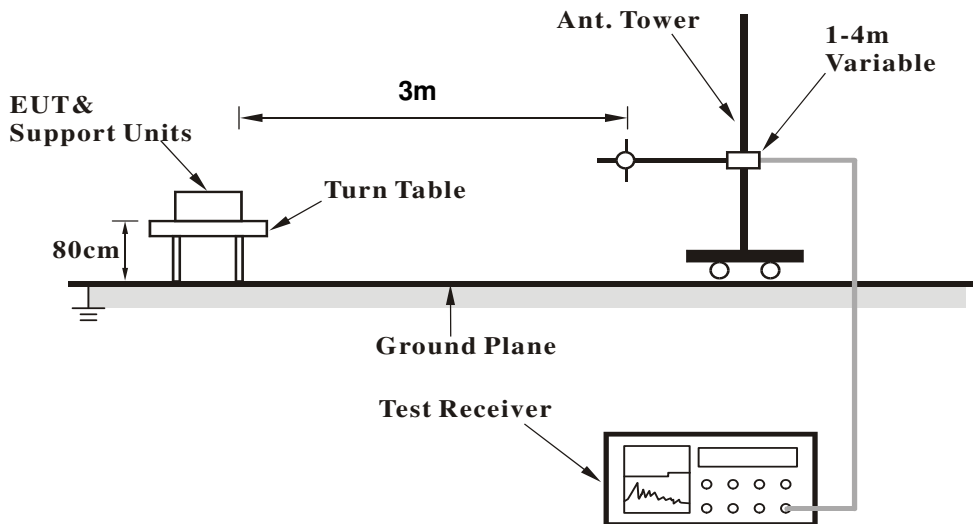 Ant. Tower
1-4m
Variable
3m
EUT&
Support Units
Turn Table
80cm
Ground Plane
Test Receiver